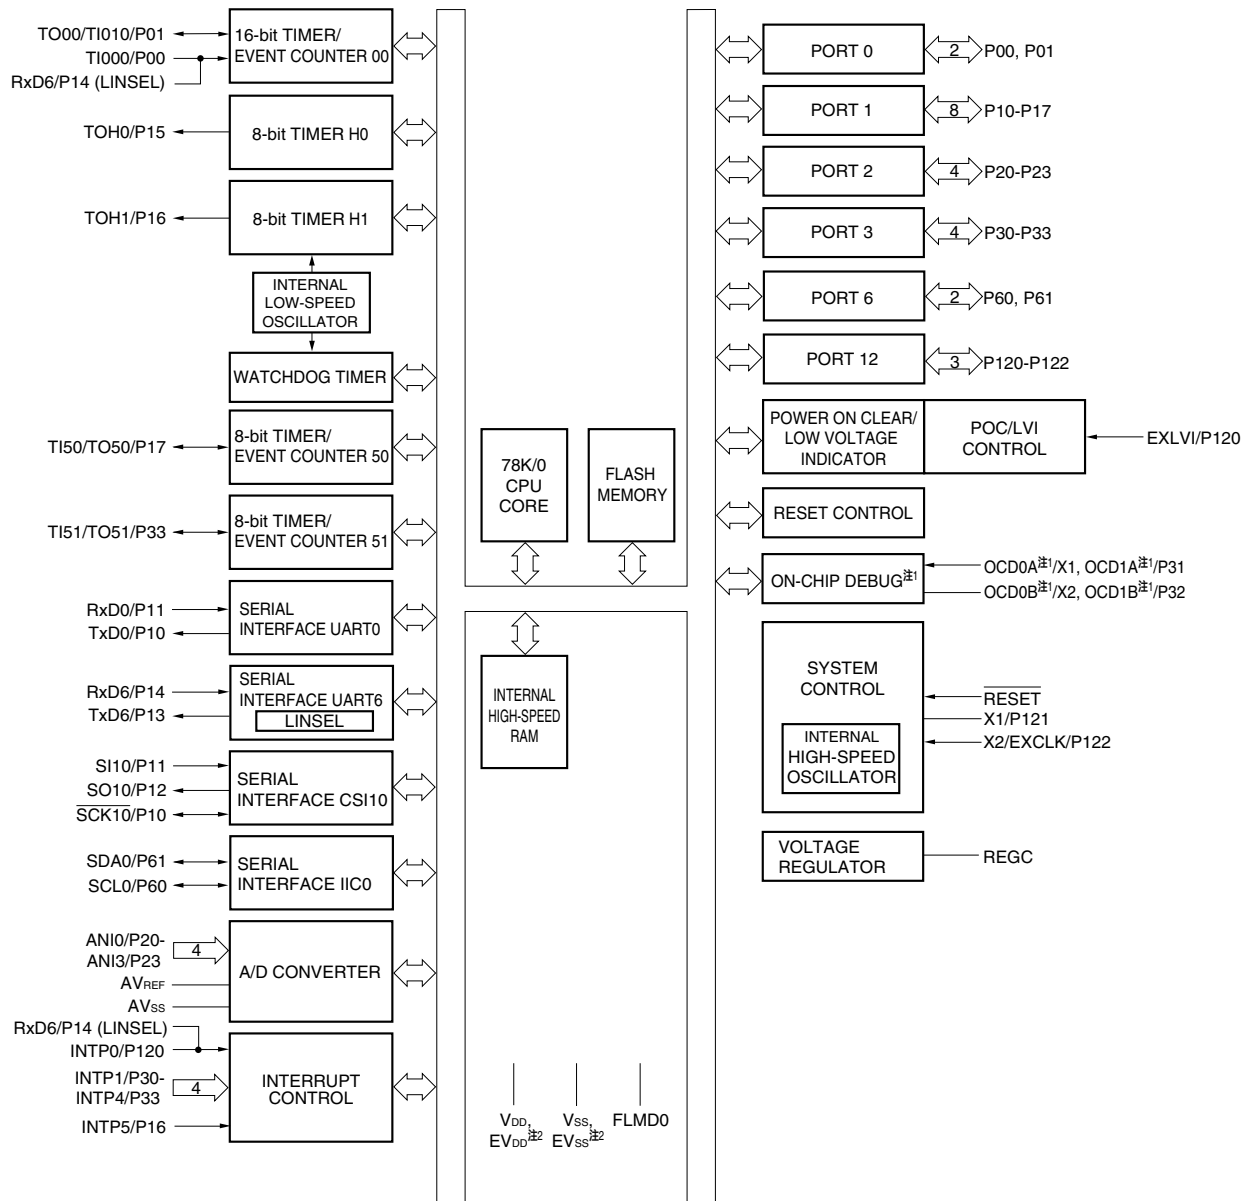 TO00/TI010/P01
TI000/P00
RxD6/P14 (LINSEL)
16-bit TIMER/
EVENT COUNTER 00
TOH0/P15
8-bit TIMER H0
TOH1/P16
8-bit TIMER H1
INTERNAL
LOW-SPEED
OSCILLATOR
WATCHDOG TIMER
TI50/TO50/P17
8-bit TIMER/
EVENT COUNTER 50
TI51/TO51/P33
8-bit TIMER/
EVENT COUNTER 51
RxD0/P11
TxD0/P10
SERIAL
INTERFACE UART0
RxD6/P14
TxD6/P13
SERIAL
INTERFACE UART6
LINSEL
SI10/P11
SO10/P12
SCK10/P10
SERIAL
INTERFACE CSI10
SDA0/P61
SCL0/P60
SERIAL
INTERFACE IIC0
ANI0/P20-
ANI3/P23
4
AVREF
AVSS
A/D CONVERTER
RxD6/P14 (LINSEL)
INTP0/P120
INTP1/P30-
INTP4/P33
4
INTP5/P16
INTERRUPT
CONTROL
78K/0
CPU
CORE
FLASH
MEMORY
INTERNAL
HIGH-SPEED
RAM
VDD,
EVDD注2
VSS,
EVSS注2
FLMD0
PORT 0
2
P00, P01
PORT 1
8
P10-P17
PORT 2
4
P20-P23
PORT 3
4
P30-P33
PORT 6
2
P60, P61
PORT 12
3
P120-P122
POWER ON CLEAR/
LOW VOLTAGE
INDICATOR
POC/LVI
CONTROL
EXLVI/P120
RESET CONTROL
ON-CHIP DEBUG注1
OCD0A注1/X1, OCD1A注1/P31
OCD0B注1/X2, OCD1B注1/P32
SYSTEM
CONTROL
INTERNAL
HIGH-SPEED
OSCILLATOR
RESET
X1/P121
X2/EXCLK/P122
VOLTAGE
REGULATOR
REGC